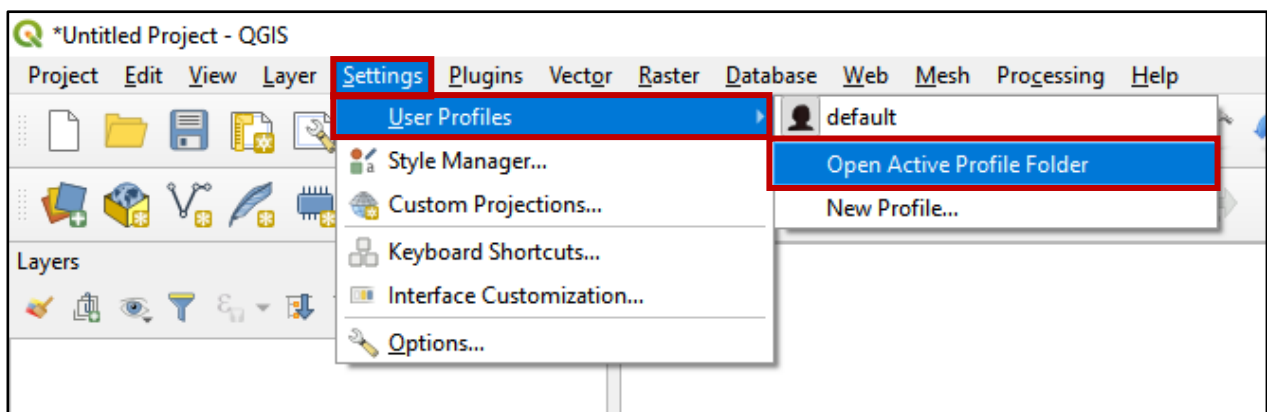 *Untitled Project - QGIS
Project Edit View Layer Settings Plugins Vector Raster Database Web Mesh Processing Help
User Profiles
default
Style Manager...
Open Active Profile Folder
Custom Projections...
New Profile...
Keyboard Shortcuts...
Layers
Interface Customization...
Options...